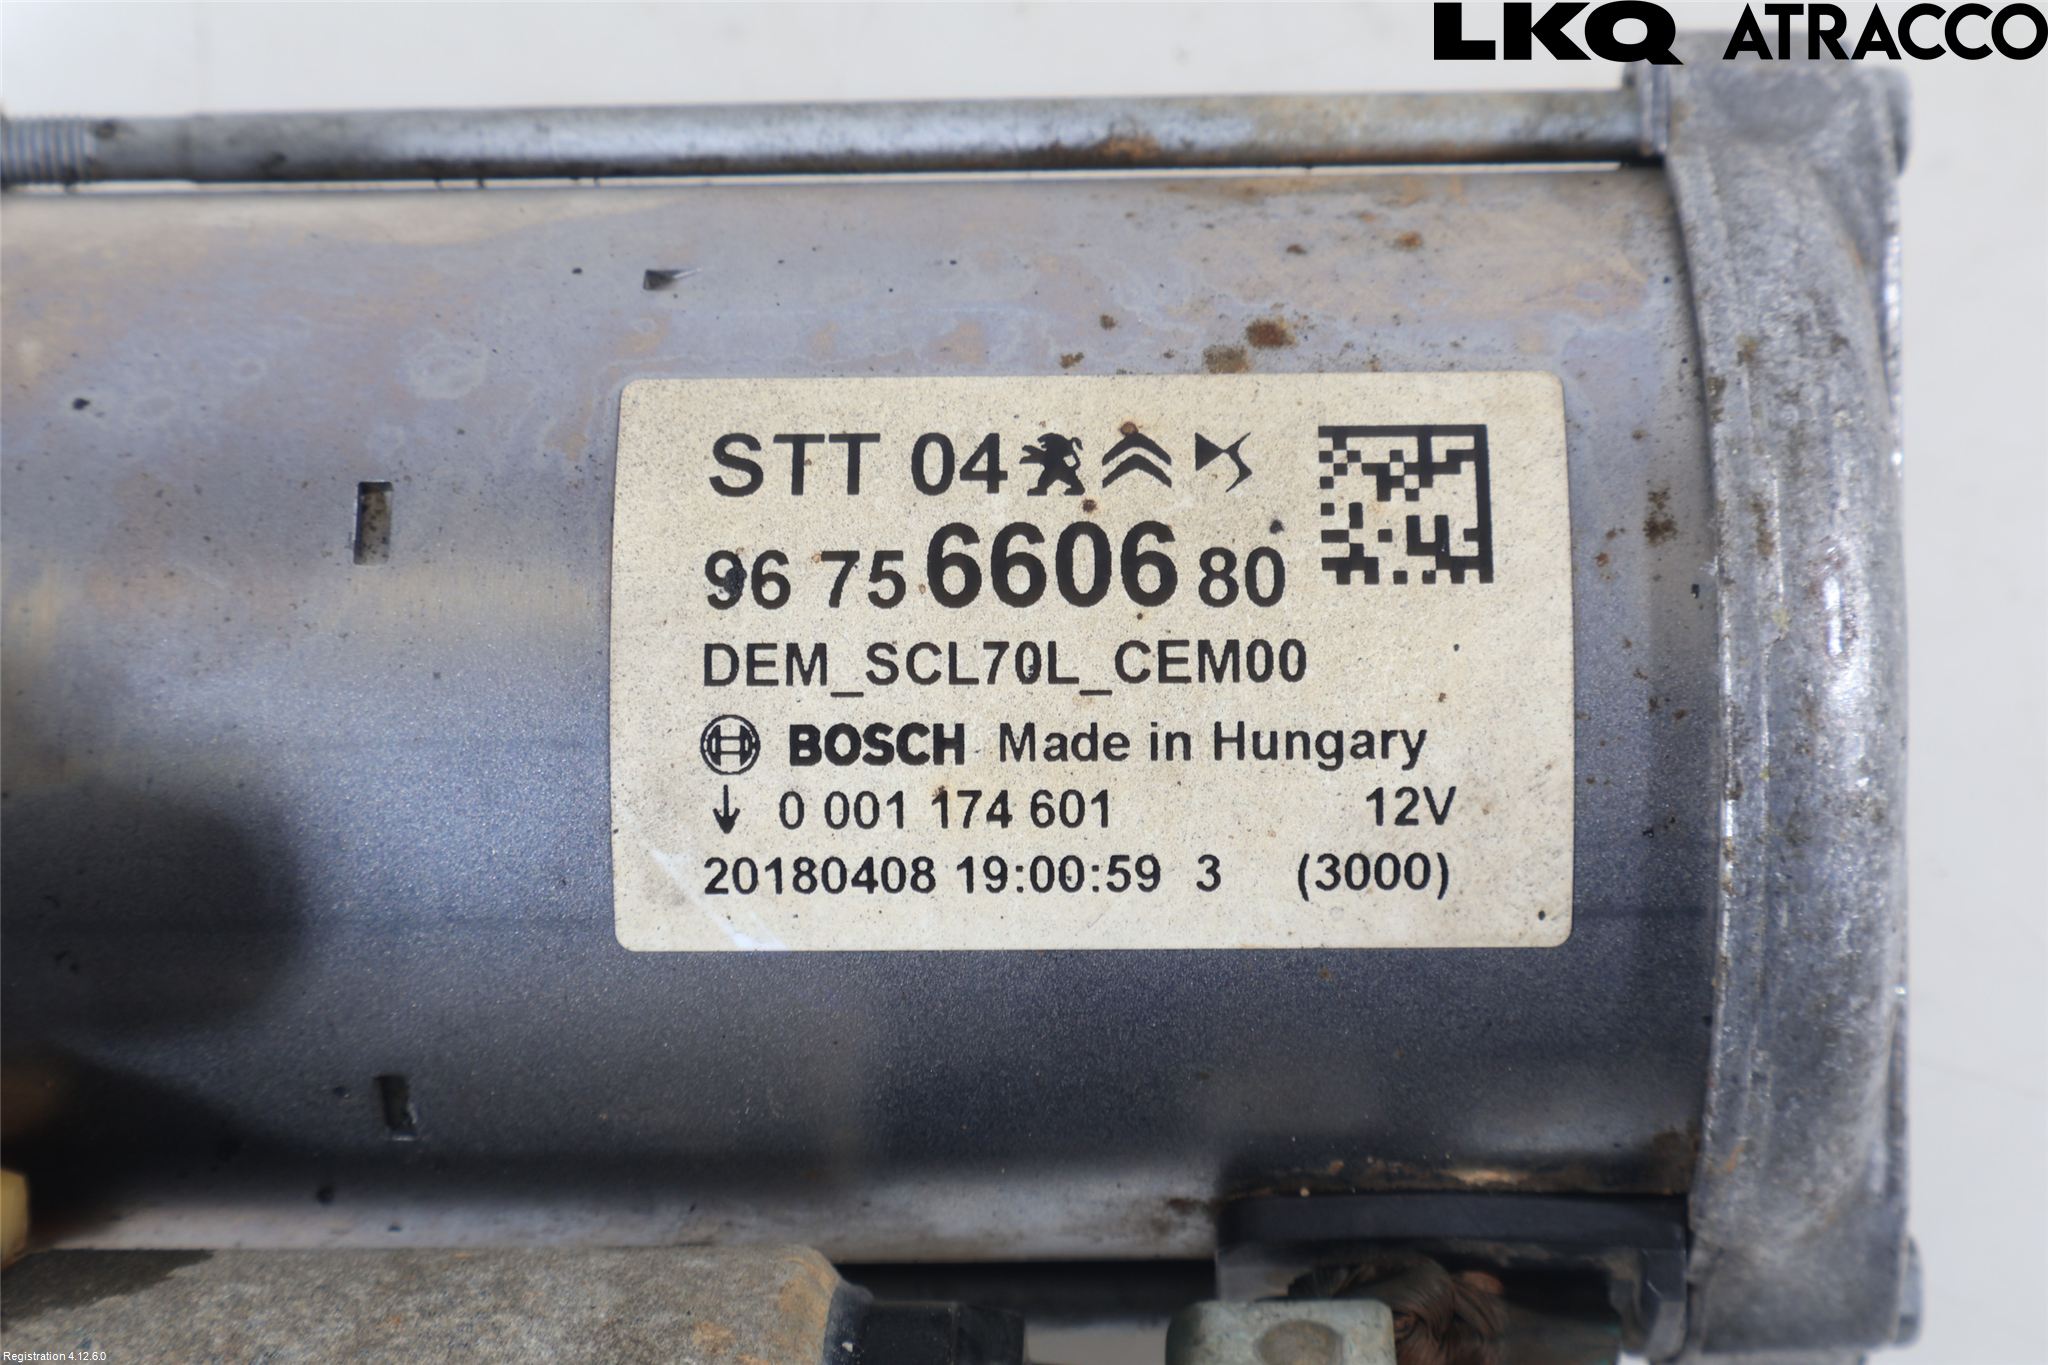 LKQ ATRACCO
STT 04
96 75 6606 80
DEM_SCL70L_CEM00
BOSCH Made in Hungary
0 001 174 601 12V
20180408 19:00:59 3 (3000)
Registration 4.12.6.0